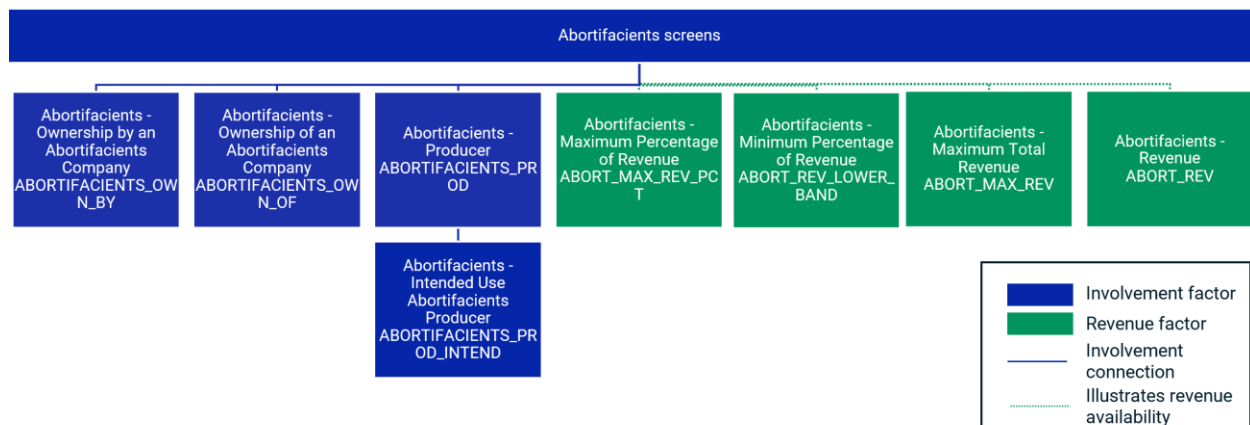 Abortifacients screens
Abortifacients -
Ownership by an
Abortifacients
Company
ABORTIFACIENTS_OW
N_BY
Abortifacients -
Ownership of an
Abortifacients
Company
ABORTIFACIENTS_OW
N_OF
Abortifacients -
Producer
ABORTIFACIENTS_PR
OD
Abortifacients -
Maximum Percentage
of Revenue
ABORT_MAX_REV_PC
T
Abortifacients -
Minimum Percentage
of Revenue
ABORT_REV_LOWER_
BAND
Abortifacients -
Maximum Total
Revenue
ABORT_MAX_REV
Abortifacients -
Revenue
ABORT_REV
Abortifacients -
Intended Use
Abortifacients
Producer
ABORTIFACIENTS_PR
OD_INTEND
Involvement factor
Revenue factor
Involvement
connection
Illustrates revenue
availability